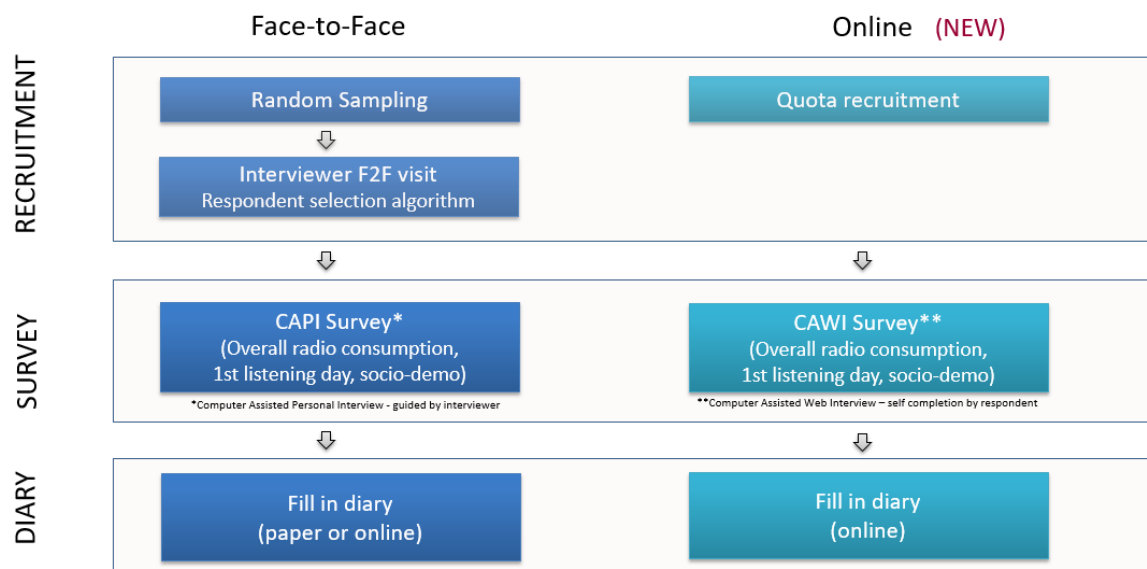 Face-to-Face
Online (NEW)
RECRUITMENT
Random Sampling
Quota recruitment
Interviewer F2F visit
Respondent selection algorithm
SURVEY
CAPI Survey*
(Overall radio consumption,
1st listening day, socio-demo)
*Computer Assisted Personal Interview - guided by interviewer
CAWI Survey**
(Overall radio consumption,
1st listening day, socio-demo)
**Computer Assisted Web Interview – self completion by respondent
DIARY
Fill in diary
(paper or online)
Fill in diary
(online)